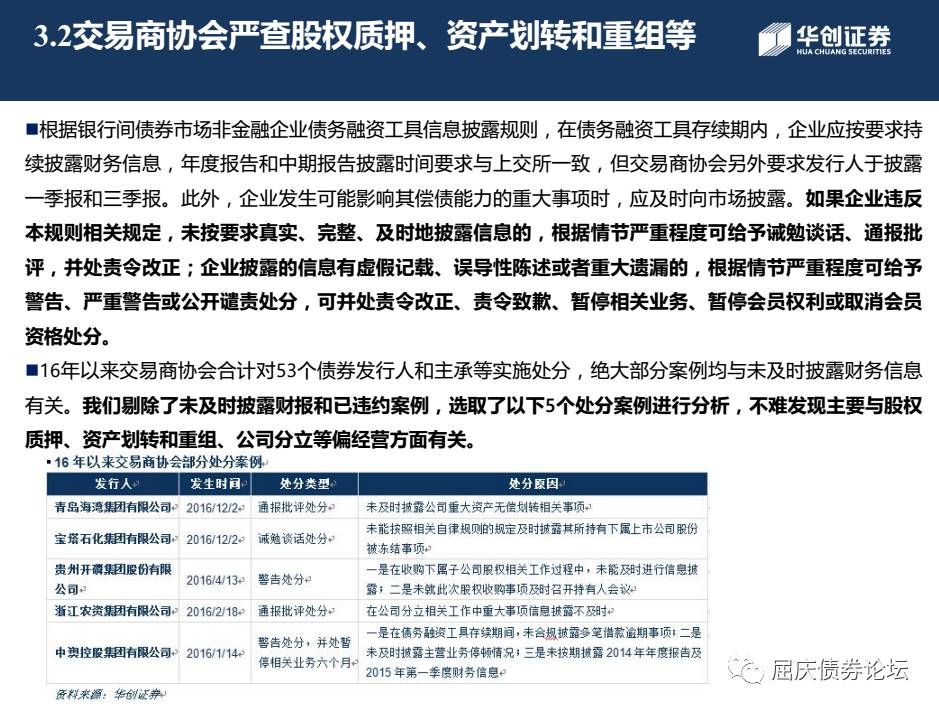 3.2交易商协会严查股权质押、资产划转和重组等
华创证券
HUA CHUANG SECURITIES
■根据银行间债券市场非金融企业债务融资工具信息披露规则，在债务融资工具存续期内，企业应按要求持
续披露财务信息，年度报告和中期报告披露时间要求与上交所一致，但交易商协会另外要求发行人于披露
一季报和三季报。此外，企业发生可能影响其偿债能力的重大事项时，应及时向市场披露。如果企业违反
本规则相关规定，未按要求真实、完整、及时地披露信息的，根据情节严重程度可给予诫勉谈话、通报批
评，并处责令改正；企业披露的信息有虚假记载、误导性陈述或者重大遗漏的，根据情节严重程度可给予
警告、严重警告或公开谴责处分，可并处责令改正、责令致歉、暂停相关业务、暂停会员权利或取消会员
资格处分。
■16年以来交易商协会合计对53个债券发行人和主承等实施处分，绝大部分案例均与未及时披露财务信息
有关。我们剔除了未及时披露财报和已违约案例，选取了以下5个处分案例进行分析，不难发现主要与股权
质押、资产划转和重组、公司分立等偏经营方面有关。
▪16 年以来交易商协会部分处分案例
发行人 发生时间 处分类型 处分原因
青岛海湾集团有限公司 2016/12/2 通报批评处分 未及时披露公司重大资产无偿划转相关事项
宝塔石化集团有限公司 2016/12/2 诫勉谈话处分 未能按照相关自律规则的规定及时披露其所持有下属上市公司股份
被冻结事项
贵州开磷集团股份有限
公司 2016/4/13 警告处分 一是在收购下属子公司股权相关工作过程中，未能及时进行信息披
露；二是未就此次股权收购事项及时召开持有人会议
浙江农资集团有限公司 2016/2/18 通报批评处分 在公司分立相关工作中重大事项信息披露不及时
中澳控股集团有限公司 2016/1/14 警告处分，并处暂
停相关业务六个月 一是在债务融资工具存续期间，未合规披露多笔借款逾期事项；二是
未及时披露主营业务停顿情况；三是未按期披露 2014 年年度报告及
2015 年第一季度财务信息
资料来源：华创证券
屈庆债券论坛